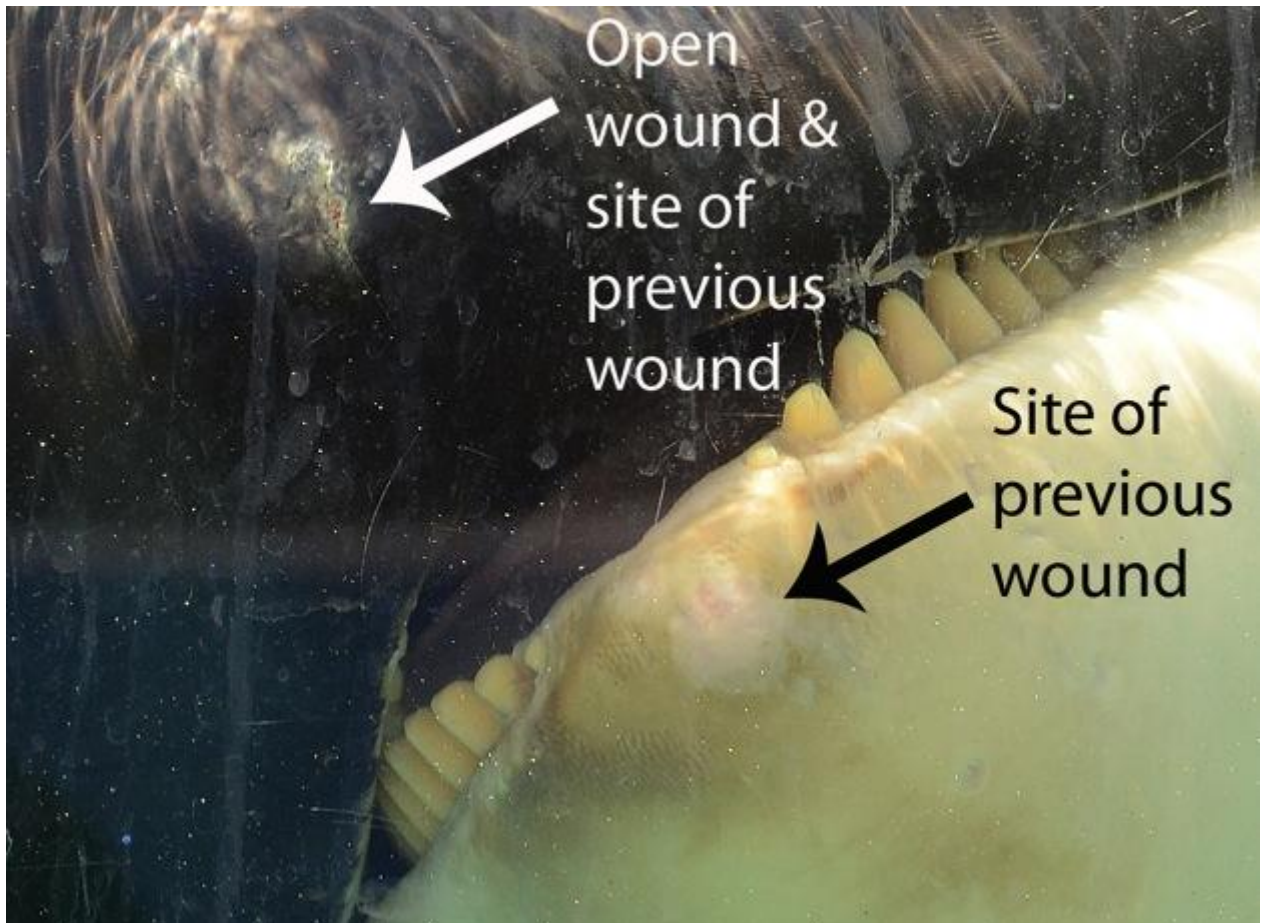 Open
wound &
site of
previous
wound
Site of
previous
wound